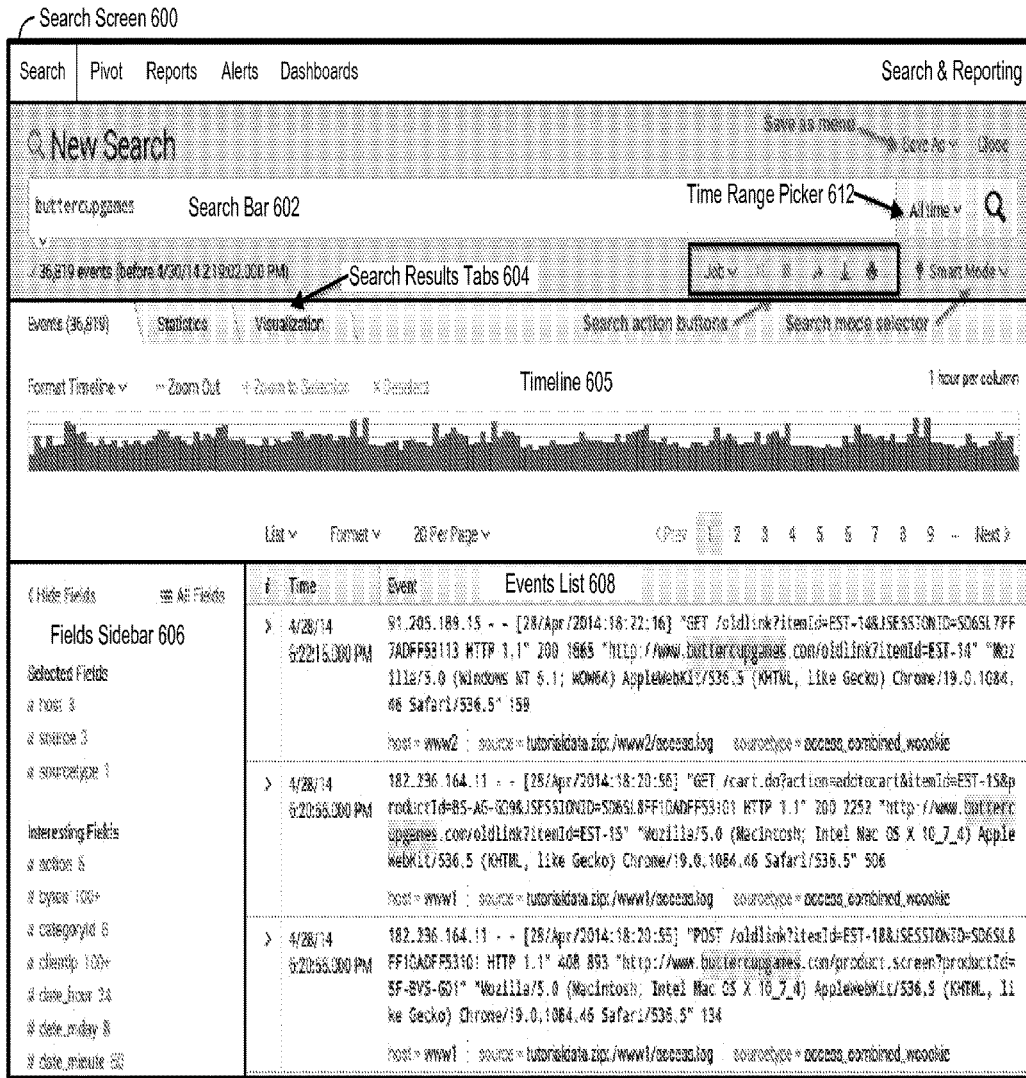 Search Screen 600
Search Pivot Reports Alerts Dashboards Search & Reporting
Save as menu
New Search Save As Close
buttercupgames Search Bar 602 Time Range Picker 612 All time
36,819 events (before 4/30/14 2:19:02.000 PM) Job Smart Mode
Search Results Tabs 604
Events (36,819) Statistics Visualization Search action buttons Search mode selector
Format Timeline – Zoom Out + Zoom to Selection × Deselect Timeline 605 1 hour per column
List Format 20 Per Page < Prev 1 2 3 4 5 6 7 8 9 ... Next >
< Hide Fields All Fields
Fields Sidebar 606
Selected Fields
a host 3
a source 3
a sourcetype 1
Interesting Fields
# bytes 100+
a clientip 100+
# date_hour 24
# date_mday 8
# date_minute 60
i Time Event Events List 608
> 4/28/14 91.205.189.15 - - [28/Apr/2014:18:22:16] "GET /oldlink?itemId=EST-14&JSESSIONID=SD6SL7FF
6:22:16.000 PM 7ADFF53113 HTTP 1.1" 200 1665 "http://www.buttercupgames.com/oldlink?itemId=EST-14" "Moz
illa/5.0 (Windows NT 6.1; WOW64) AppleWebKit/536.5 (KHTML, like Gecko) Chrome/19.0.1084.
46 Safari/536.5" 159
host = www2 source = tutorialdata.zip:/www2/access.log sourcetype = access_combined_wcookie
> 4/28/14 182.236.164.11 - - [28/Apr/2014:18:20:56] "GET /cart.do?action=addtocart&itemId=EST-15&p
6:20:56.000 PM roductId=BS-AG-G09&JSESSIONID=SD6SL8FF10ADFF53101 HTTP 1.1" 200 2252 "http://www.butterc
upgames.com/oldlink?itemId=EST-15" "Mozilla/5.0 (Macintosh; Intel Mac OS X 10_7_4) Apple
WebKit/536.5 (KHTML, like Gecko) Chrome/19.0.1084.46 Safari/536.5" 506
host = www1 source = tutorialdata.zip:/www1/access.log sourcetype = access_combined_wcookie
> 4/28/14 182.236.164.11 - - [28/Apr/2014:18:20:55] "POST /oldlink?itemId=EST-18&JSESSIONID=SD6SL8
FF10ADFF53101 HTTP 1.1" 408 893 "http://www.buttercupgames.com/product.screen?productId=
SF-BVS-G01" "Mozilla/5.0 (Macintosh; Intel Mac OS X 10_7_4) AppleWebKit/536.5 (KHTML, li
ke Gecko) Chrome/19.0.1084.46 Safari/536.5" 134
host = www1 source = tutorialdata.zip:/www1/access.log sourcetype = access_combined_wcookie